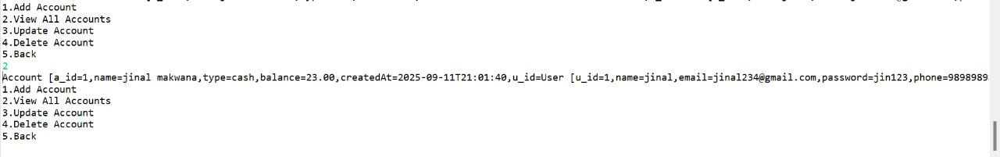 1.Add Account
2.View All Accounts
3.Update Account
4.Delete Account
5.Back
2
Account [a_id=1,name=jinal makwana,type=cash,balance=23.00,createdAt=2025-09-11T21:01:40,u_id=User [u_id=1,name=jinal,email=jinal234@gmail.com,password=jin123,phone=9898989
1.Add Account
2.View All Accounts
3.Update Account
4.Delete Account
5.Back